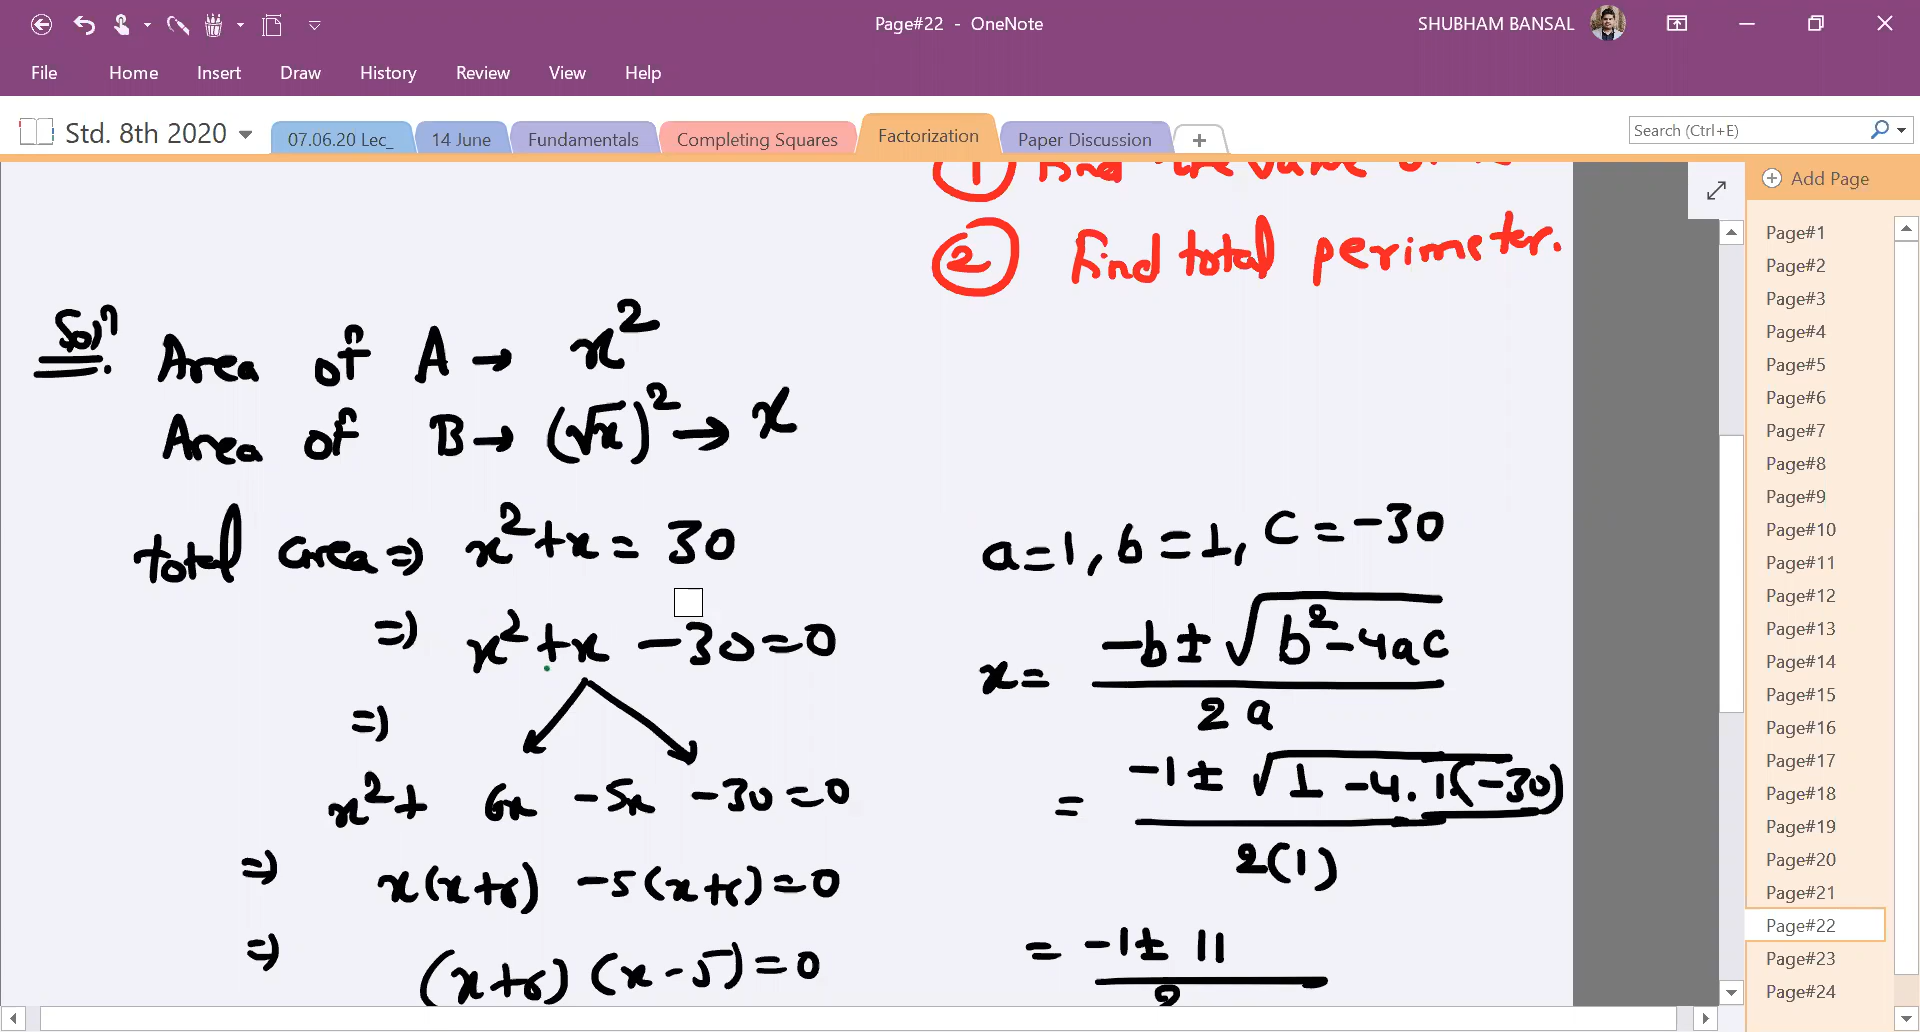 Page#22 - OneNote
SHUBHAM BANSAL
File Home Insert Draw History Review View Help
Std. 8th 2020
07.06.20 Lec_
14 June
Fundamentals
Completing Squares
Factorization
Paper Discussion
+
Search (Ctrl+E)
Add Page
Page#1
Page#2
Page#3
Page#4
Page#5
Page#6
Page#7
Page#8
Page#9
Page#10
Page#11
Page#12
Page#13
Page#14
Page#15
Page#16
Page#17
Page#18
Page#19
Page#20
Page#21
Page#22
Page#23
Page#24
① Find the value of
② Find total perimeter.
Solⁿ. Area of A → x²
Area of B → (√x)² → x
total area ⇒ x²+x = 30
⇒ x²+x -30=0
⇒
x²+ 6x -5x -30=0
⇒ x(x+6) -5(x+6)=0
⇒ (x+6) (x-5)=0
a=1, b=1, C=-30
x= -b± √b²-4ac
2a
= -1± √1 -4.1(-30)
2(1)
= -1± 11
2